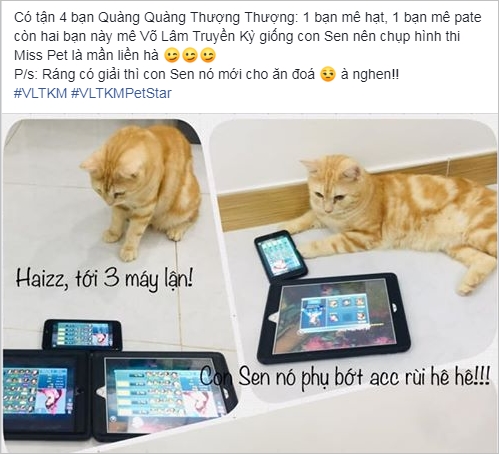 Có tận 4 bạn Quàng Quàng Thượng Thượng: 1 bạn mê hạt, 1 bạn mê pate
còn hai bạn này mê Võ Lâm Truyền Kỳ giống con Sen nên chụp hình thi
Miss Pet là mần liền hà 😜😜😜
P/s: Ráng có giải thì con Sen nó mới cho ăn đoá 😉 à nghen!!
#VLTKM #VLTKMPetStar
Haizz, tới 3 máy lận!
Con Sen nó phụ bớt acc rùi hê hê!!!